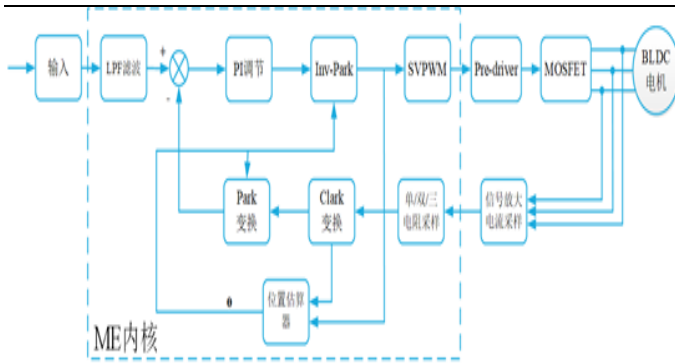 输入
LPF滤波
+
-
PI调节
Inv-Park
SVPWM
Pre-driver
MOSFET
BLDC
电机
Park
变换
Clark
变换
单/双/三
电阻采样
信号放大
电流采样
θ
位置估算
器
ME内核